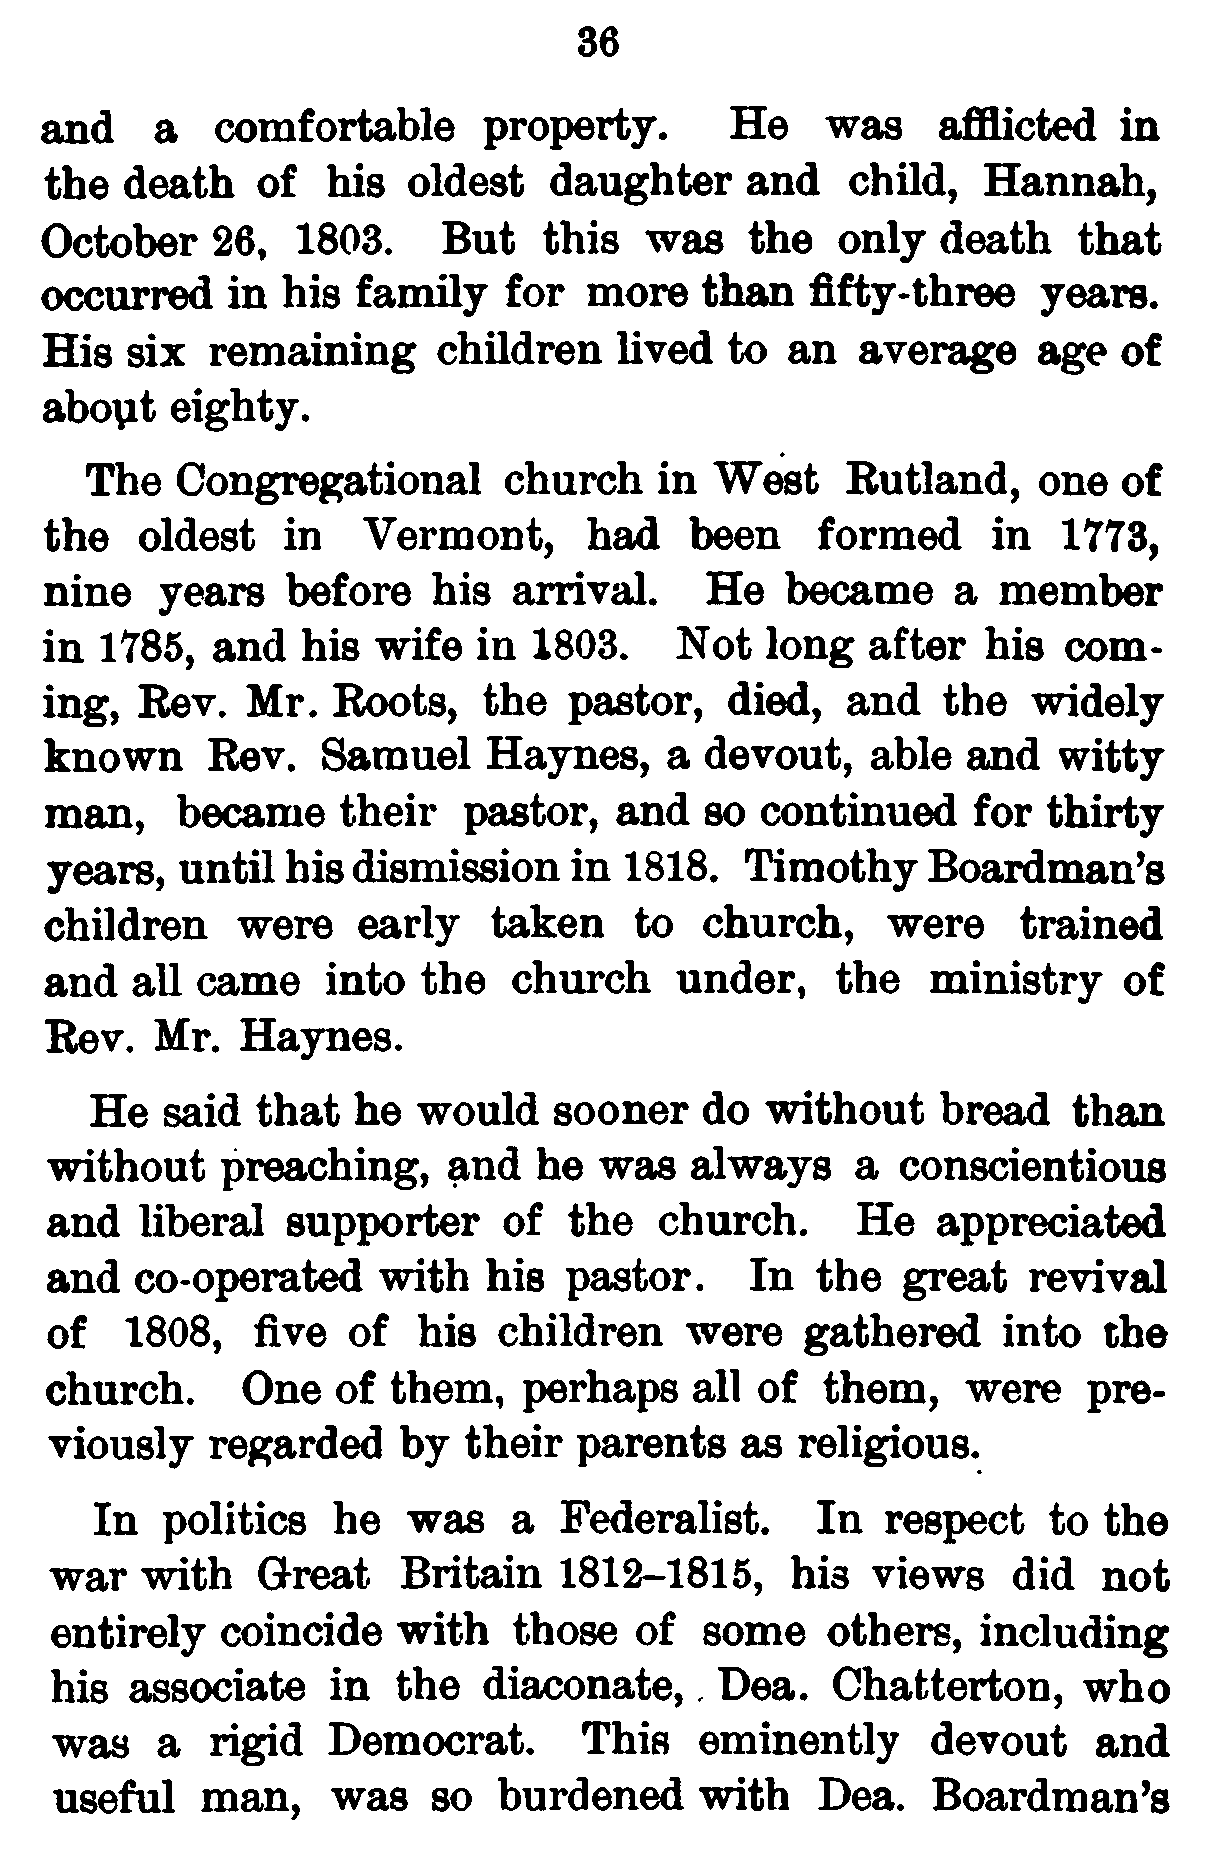 36
and a comfortable property. He was afflicted in
the death of his oldest daughter and child, Hannah,
October 26, 1803. But this was the only death that
occurred in his family for more than fifty-three years.
His six remaining children lived to an average age of
about eighty.
The Congregational church in West Rutland, one of
the oldest in Vermont, had been formed in 1773,
nine years before his arrival. He became a member
in 1785, and his wife in 1803. Not long after his com-
ing, Rev. Mr. Roots, the pastor, died, and the widely
known Rev. Samuel Haynes, a devout, able and witty
man, became their pastor, and so continued for thirty
years, until his dismission in 1818. Timothy Boardman's
children were early taken to church, were trained
and all came into the church under, the ministry of
Rev. Mr. Haynes.
He said that he would sooner do without bread than
without preaching, and he was always a conscientious
and liberal supporter of the church. He appreciated
and co-operated with his pastor. In the great revival
of 1808, five of his children were gathered into the
church. One of them, perhaps all of them, were pre-
viously regarded by their parents as religious.
In politics he was a Federalist. In respect to the
war with Great Britain 1812–1815, his views did not
entirely coincide with those of some others, including
his associate in the diaconate, Dea. Chatterton, who
was a rigid Democrat. This eminently devout and
useful man, was so burdened with Dea. Boardman's